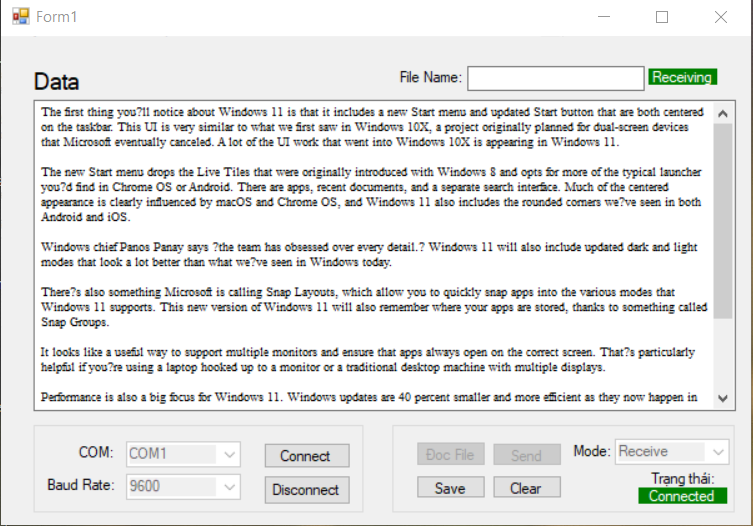 Form1
Data
File Name:
Receiving
The first thing you?ll notice about Windows 11 is that it includes a new Start menu and updated Start button that are both centered
on the taskbar. This UI is very similar to what we first saw in Windows 10X, a project originally planned for dual-screen devices
that Microsoft eventually canceled. A lot of the UI work that went into Windows 10X is appearing in Windows 11.
The new Start menu drops the Live Tiles that were originally introduced with Windows 8 and opts for more of the typical launcher
you?d find in Chrome OS or Android. There are apps, recent documents, and a separate search interface. Much of the centered
appearance is clearly influenced by macOS and Chrome OS, and Windows 11 also includes the rounded corners we?ve seen in both
Android and iOS.
Windows chief Panos Panay says ?the team has obsessed over every detail.? Windows 11 will also include updated dark and light
modes that look a lot better than what we?ve seen in Windows today.
There?s also something Microsoft is calling Snap Layouts, which allow you to quickly snap apps into the various modes that
Windows 11 supports. This new version of Windows 11 will also remember where your apps are stored, thanks to something called
Snap Groups.
It looks like a useful way to support multiple monitors and ensure that apps always open on the correct screen. That?s particularly
helpful if you?re using a laptop hooked up to a monitor or a traditional desktop machine with multiple displays.
Performance is also a big focus for Windows 11. Windows updates are 40 percent smaller and more efficient as they now happen in
COM:
COM1
Connect
Baud Rate:
9600
Disconnect
Đọc File
Send
Mode:
Receive
Save
Clear
Trạng thái:
Connected